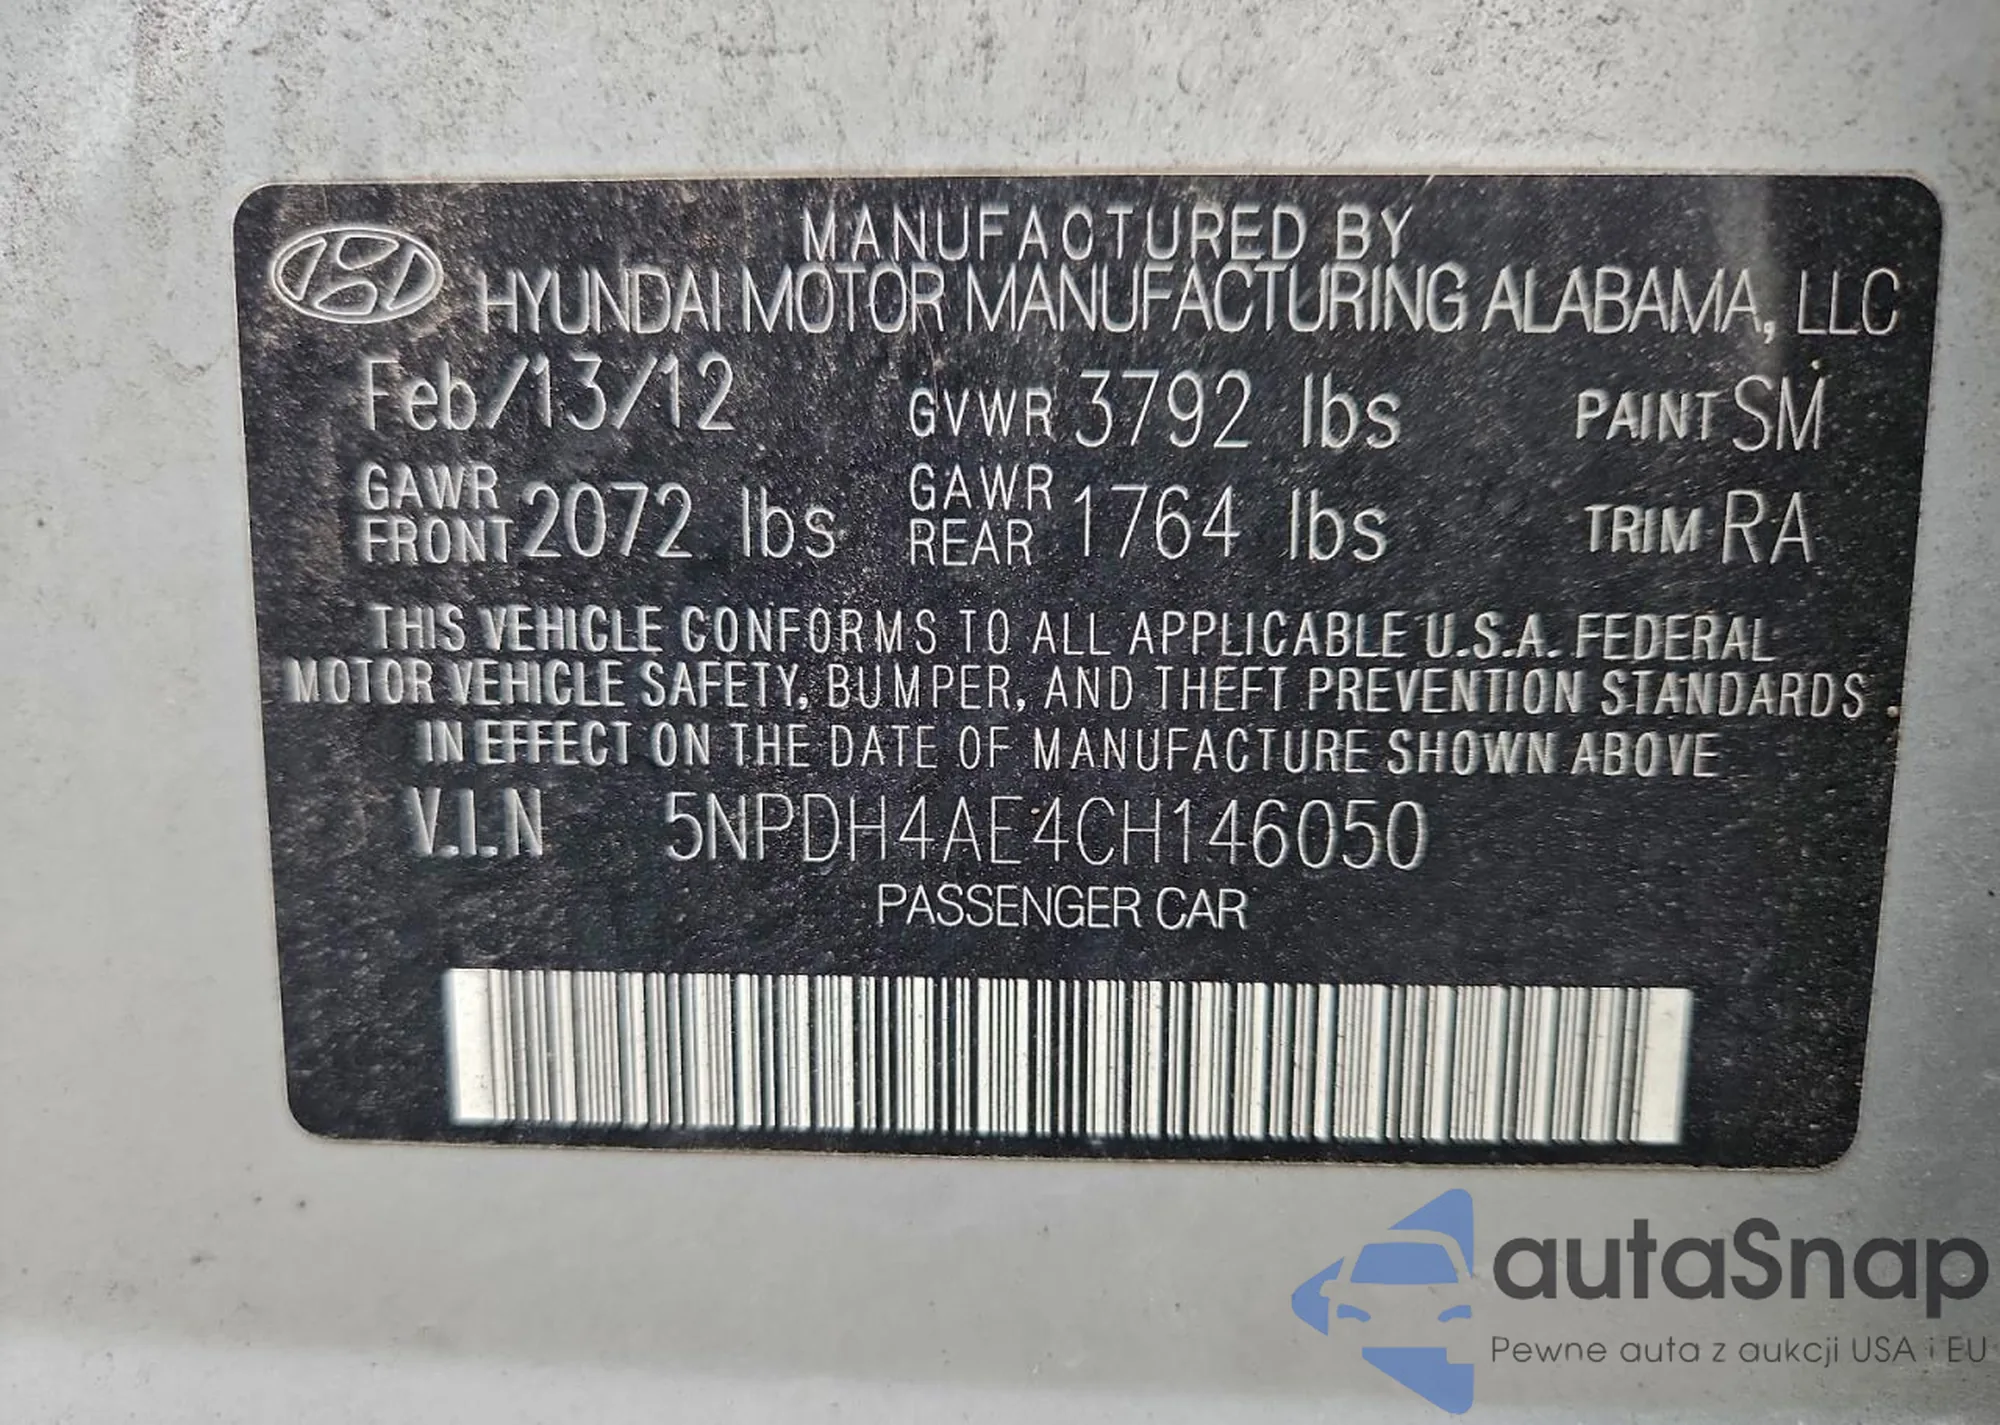 MANUFACTURED BY
HYUNDAI MOTOR MANUFACTURING ALABAMA, LLC
Feb/13/12 GVWR 3792 lbs PAINT SM
GAWR FRONT 2072 lbs GAWR REAR 1764 lbs TRIM RA
THIS VEHICLE CONFORMS TO ALL APPLICABLE U.S.A. FEDERAL
MOTOR VEHICLE SAFETY, BUMPER, AND THEFT PREVENTION STANDARDS
IN EFFECT ON THE DATE OF MANUFACTURE SHOWN ABOVE
V.I.N 5NPDH4AE4CH146050
PASSENGER CAR
autaSnap
Pewne auta z aukcji USA i EU